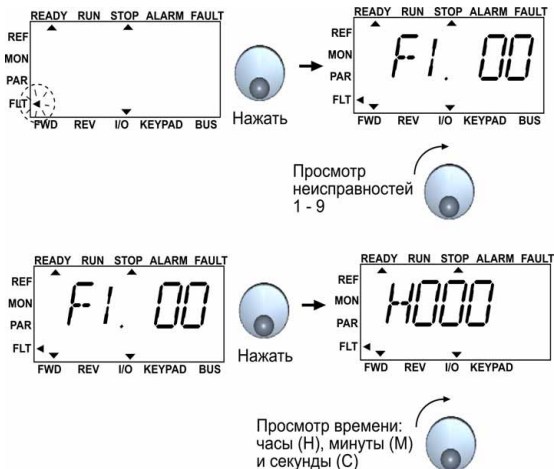 READY RUN STOP ALARM FAULT
REF
MON
PAR
FLT
FWD REV I/O KEYPAD BUS
Нажать
READY RUN STOP ALARM FAULT
REF
MON
PAR
FLT
F1. 00
FWD REV I/O KEYPAD BUS
Просмотр
неисправностей
1 - 9
READY RUN STOP ALARM FAULT
REF
MON
PAR
FLT
F1. 00
FWD REV I/O KEYPAD BUS
Нажать
READY RUN STOP ALARM FAULT
REF
MON
PAR
FLT
H000
FWD REV I/O KEYPAD
Просмотр времени:
часы (H), минуты (M)
и секунды (C)